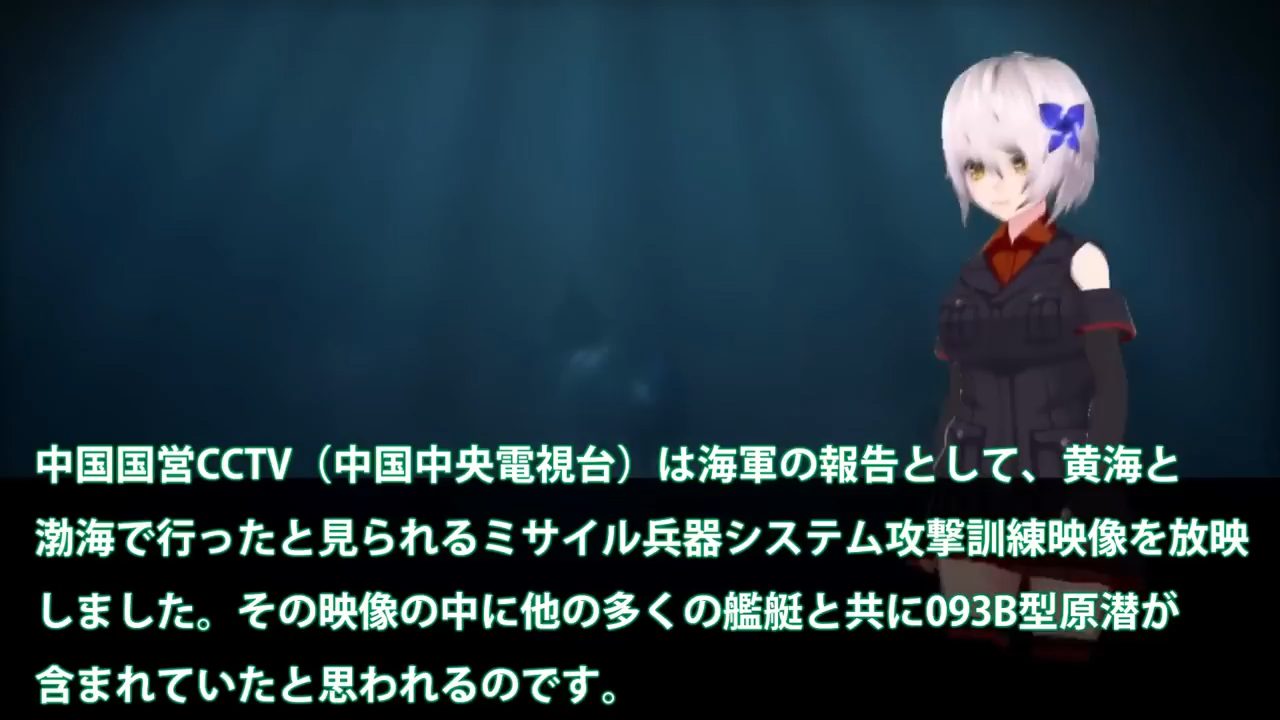 中国国営CCTV（中国中央電視台）は海軍の報告として、黄海と
渤海で行ったと見られるミサイル兵器システム攻撃訓練映像を放映
しました。その映像の中に他の多くの艦艇と共に093B型原潜が
含まれていたと思われるのです。